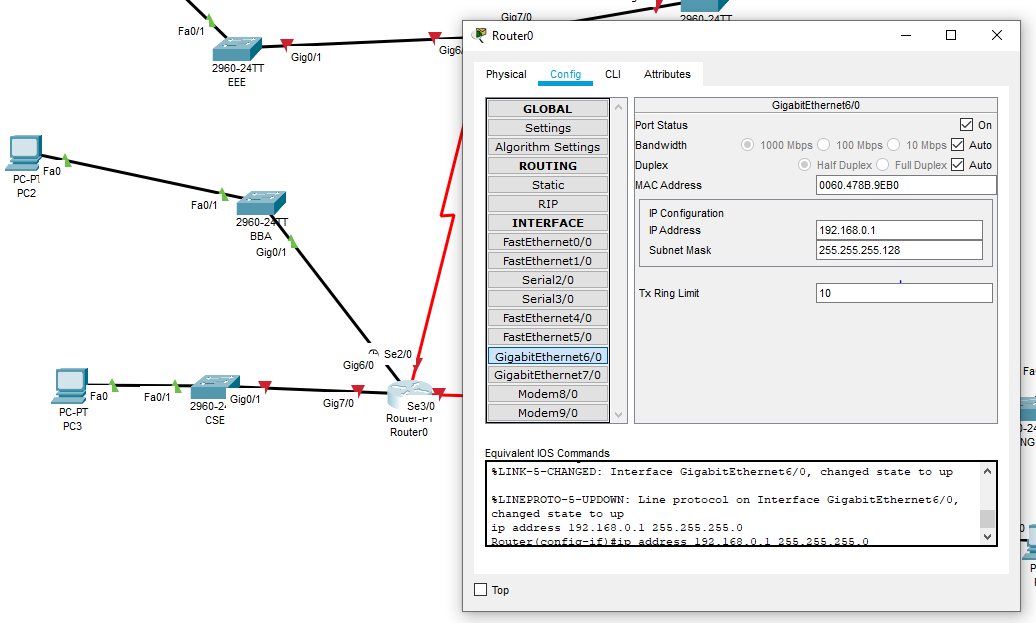 Fa0/1
2960-24TT
EEE
Gig0/1
Gig7/0
Gig6/
2960-24TT
PC-PT
PC2
Fa0
Fa0/1
2960-24TT
BBA
Gig0/1
Se2/0
Gig6/0
PC-PT
PC3
Fa0
Fa0/1
2960-24
CSE
Gig0/1
Gig7/0
Se3/0
Router-PT
Router0
Router0
Physical
Config
CLI
Attributes
GLOBAL
Settings
Algorithm Settings
ROUTING
Static
RIP
INTERFACE
FastEthernet0/0
FastEthernet1/0
Serial2/0
Serial3/0
FastEthernet4/0
FastEthernet5/0
GigabitEthernet6/0
GigabitEthernet7/0
Modem8/0
Modem9/0
GigabitEthernet6/0
Port Status On
Bandwidth 1000 Mbps 100 Mbps 10 Mbps Auto
Duplex Half Duplex Full Duplex Auto
MAC Address 0060.478B.9EB0
IP Configuration
IP Address 192.168.0.1
Subnet Mask 255.255.255.128
Tx Ring Limit 10
Equivalent IOS Commands
%LINK-5-CHANGED: Interface GigabitEthernet6/0, changed state to up
%LINEPROTO-5-UPDOWN: Line protocol on Interface GigabitEthernet6/0,
changed state to up
ip address 192.168.0.1 255.255.255.0
Router(config-if)#ip address 192.168.0.1 255.255.255.0
Top
Fa
0-24
NG
0
P